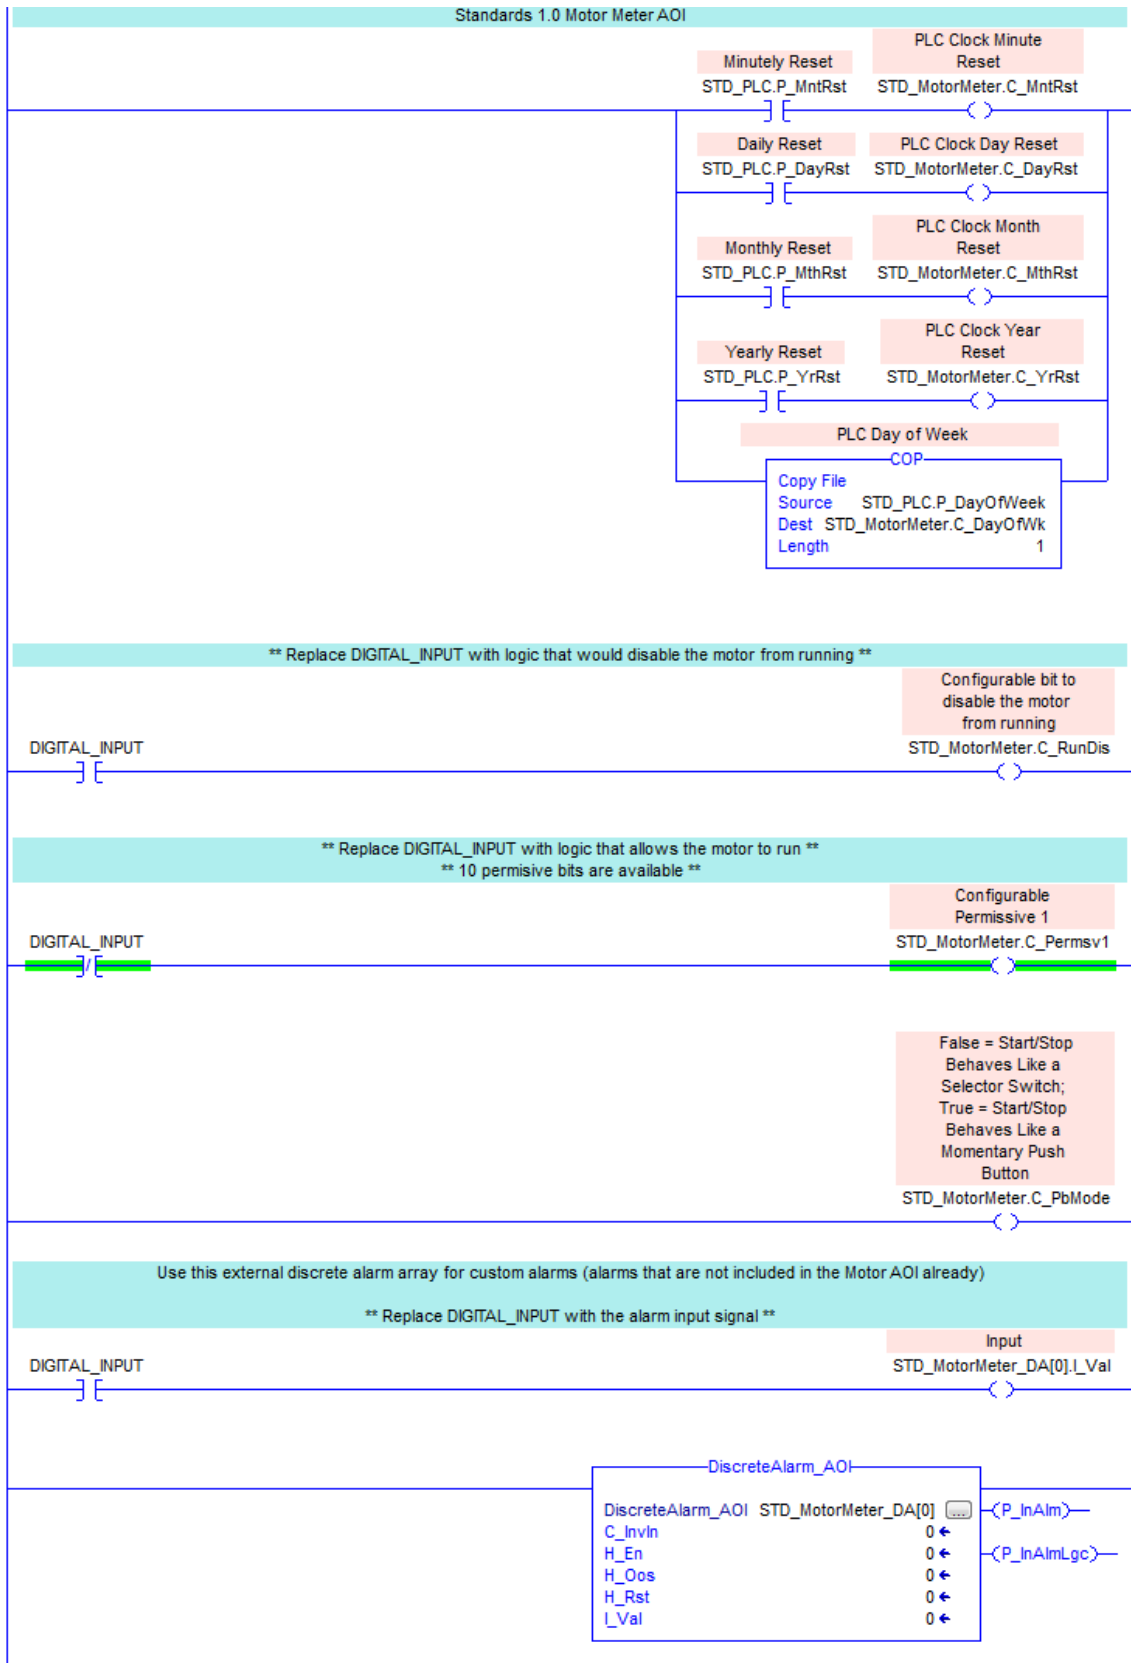 Standards 1.0 Motor Meter AOI
Minutely Reset
STD_PLC.P_MntRst
PLC Clock Minute
Reset
STD_MotorMeter.C_MntRst
Daily Reset
STD_PLC.P_DayRst
PLC Clock Day Reset
STD_MotorMeter.C_DayRst
Monthly Reset
STD_PLC.P_MthRst
PLC Clock Month
Reset
STD_MotorMeter.C_MthRst
Yearly Reset
STD_PLC.P_YrRst
PLC Clock Year
Reset
STD_MotorMeter.C_YrRst
PLC Day of Week
COP
Copy File
Source STD_PLC.P_DayOfWeek
Dest STD_MotorMeter.C_DayOfWk
Length 1
** Replace DIGITAL_INPUT with logic that would disable the motor from running **
DIGITAL_INPUT
Configurable bit to
disable the motor
from running
STD_MotorMeter.C_RunDis
** Replace DIGITAL_INPUT with logic that allows the motor to run **
** 10 permisive bits are available **
DIGITAL_INPUT
Configurable
Permissive 1
STD_MotorMeter.C_Permsv1
False = Start/Stop
Behaves Like a
Selector Switch;
True = Start/Stop
Behaves Like a
Momentary Push
Button
STD_MotorMeter.C_PbMode
Use this external discrete alarm array for custom alarms (alarms that are not included in the Motor AOI already)
** Replace DIGITAL_INPUT with the alarm input signal **
DIGITAL_INPUT
Input
STD_MotorMeter_DA[0].I_Val
DiscreteAlarm_AOI
DiscreteAlarm_AOI STD_MotorMeter_DA[0] ...
C_InvIn 0
H_En 0
H_Oos 0
H_Rst 0
I_Val 0
P_InAlm
P_InAlmLgc